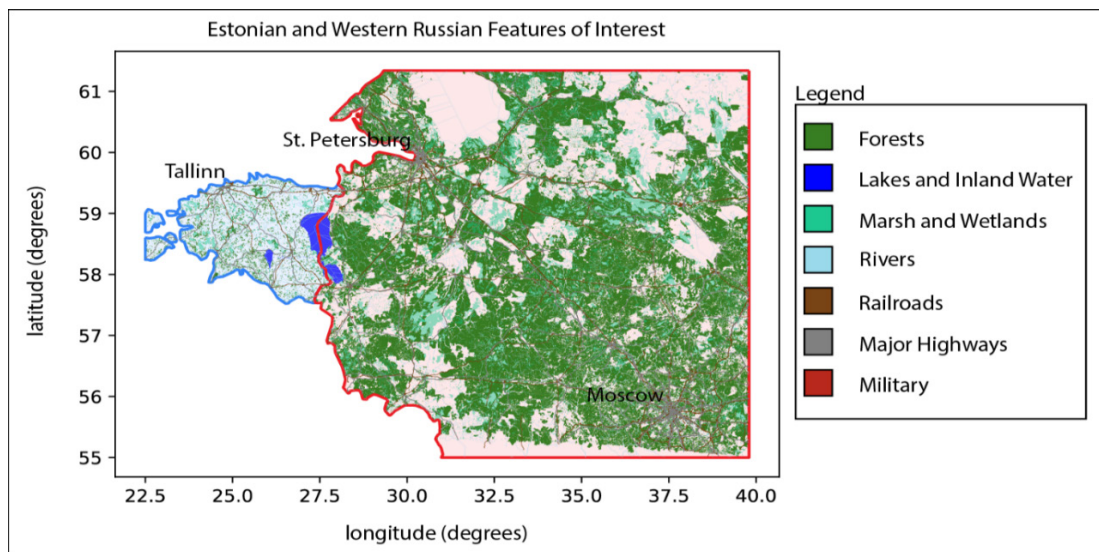 Estonian and Western Russian Features of Interest
61
60
59
58
57
56
55
latitude (degrees)
St. Petersburg
Tallinn
Moscow
22.5 25.0 27.5 30.0 32.5 35.0 37.5 40.0
longitude (degrees)
Legend
Forests
Lakes and Inland Water
Marsh and Wetlands
Rivers
Railroads
Major Highways
Military